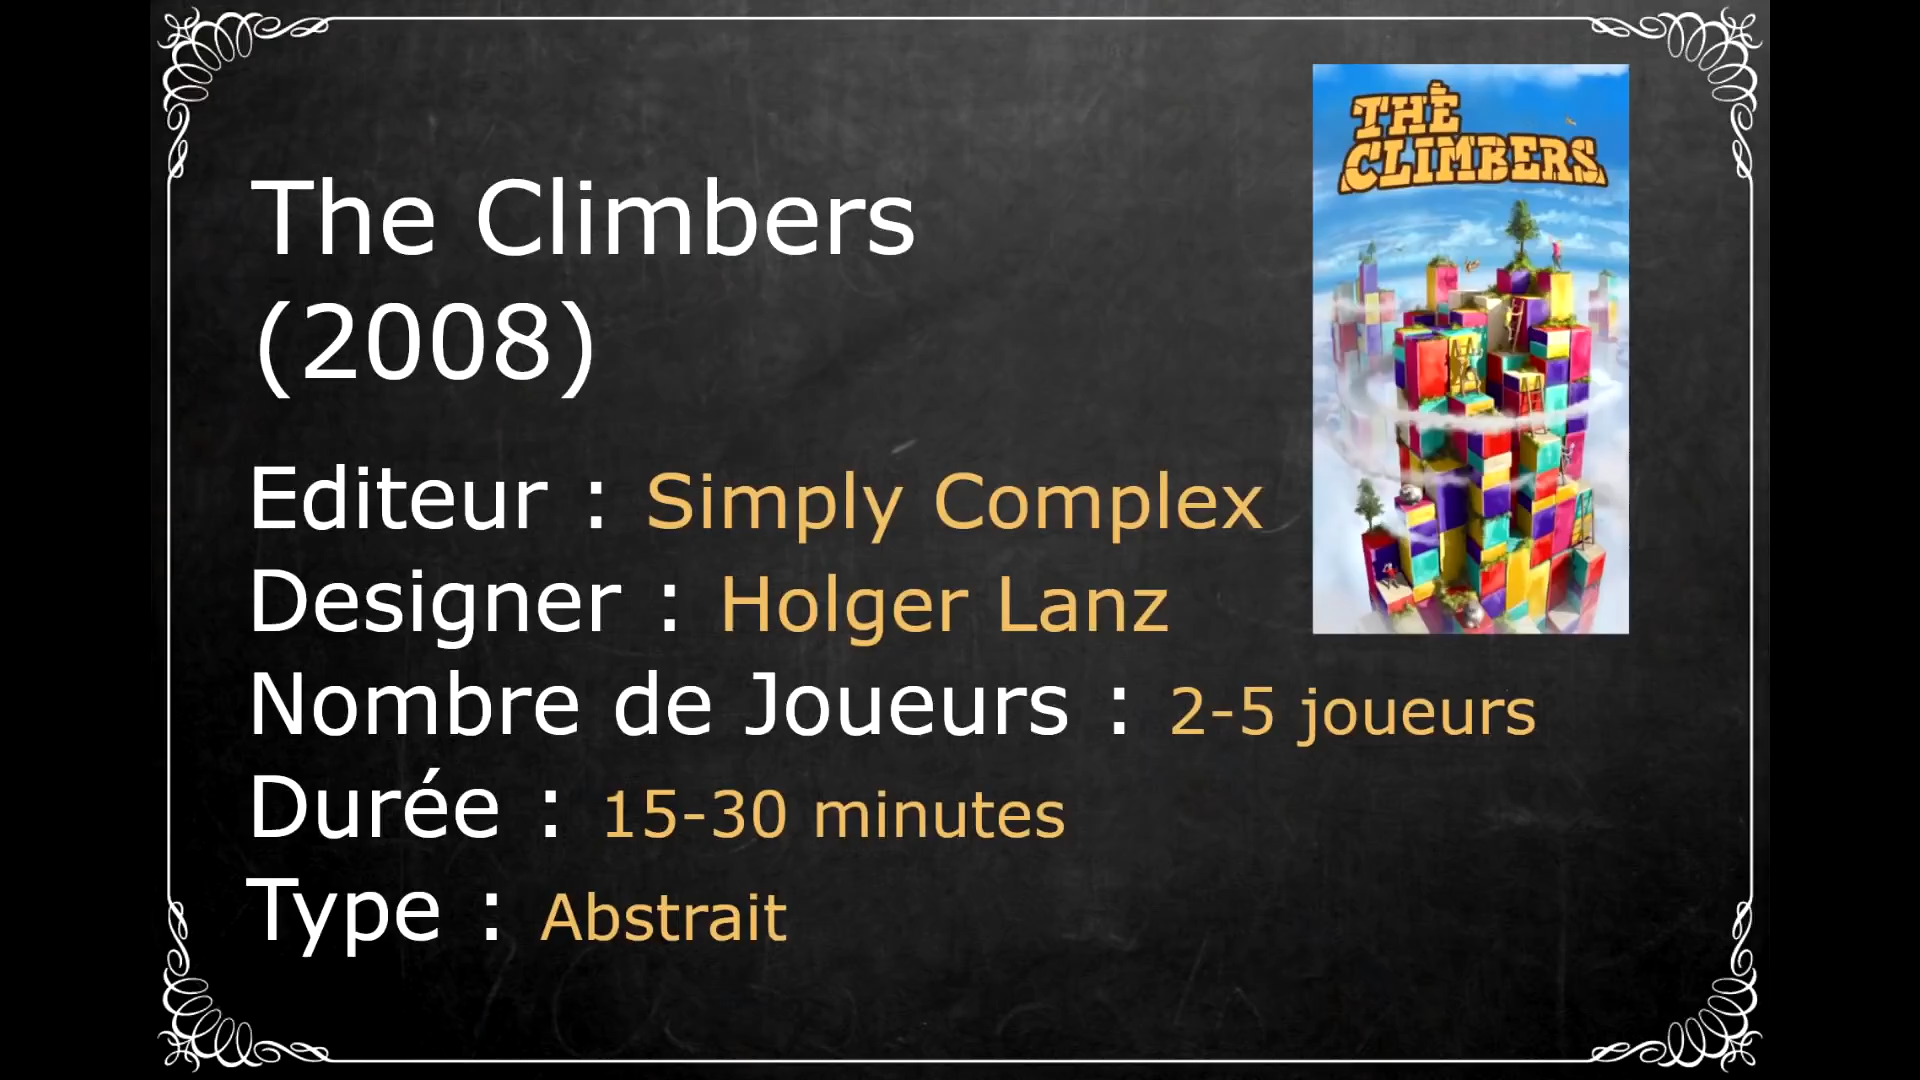 The Climbers
(2008)
THE
CLIMBERS
Editeur : Simply Complex
Designer : Holger Lanz
Nombre de Joueurs : 2-5 joueurs
Durée : 15-30 minutes
Type : Abstrait